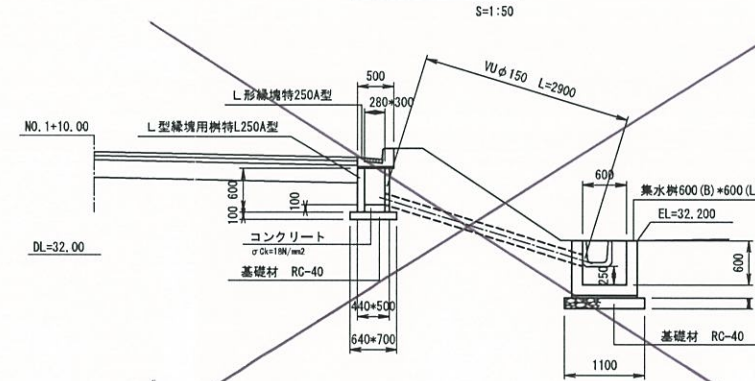 S=1:50
VUφ150 L=2900
500
L形縁塊特250A型
280*300
NO.1+10.00
L型縁塊用桝特L250A型
600
集水桝600(B)*600(L
EL=32.200
600
100
100
コンクリート
σCk=18N/mm2
DL=32.00
600
250
基礎材 RC-40
440*500
640*700
基礎材 RC-40
1100